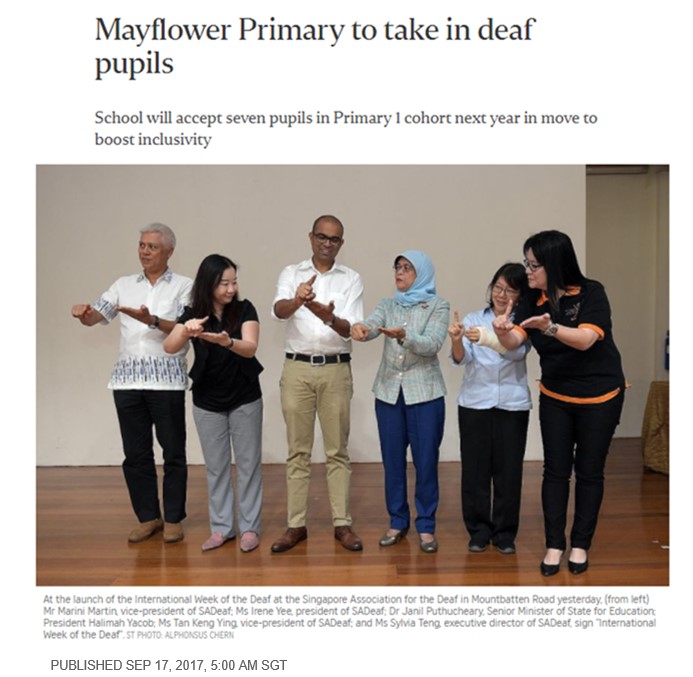 Mayflower Primary to take in deaf
pupils
School will accept seven pupils in Primary 1 cohort next year in move to
boost inclusivity
At the launch of the International Week of the Deaf at the Singapore Association for the Deaf in Mountbatten Road yesterday, (from left)
Mr Marini Martin, vice-president of SADeaf; Ms Irene Yee, president of SADeaf; Dr Janil Puthucheary, Senior Minister of State for Education;
President Halimah Yacob; Ms Tan Keng Ying, vice-president of SADeaf; and Ms Sylvia Teng, executive director of SADeaf, sign "International
Week of the Deaf". ST PHOTO: ALPHONSUS CHERN
PUBLISHED SEP 17, 2017, 5:00 AM SGT